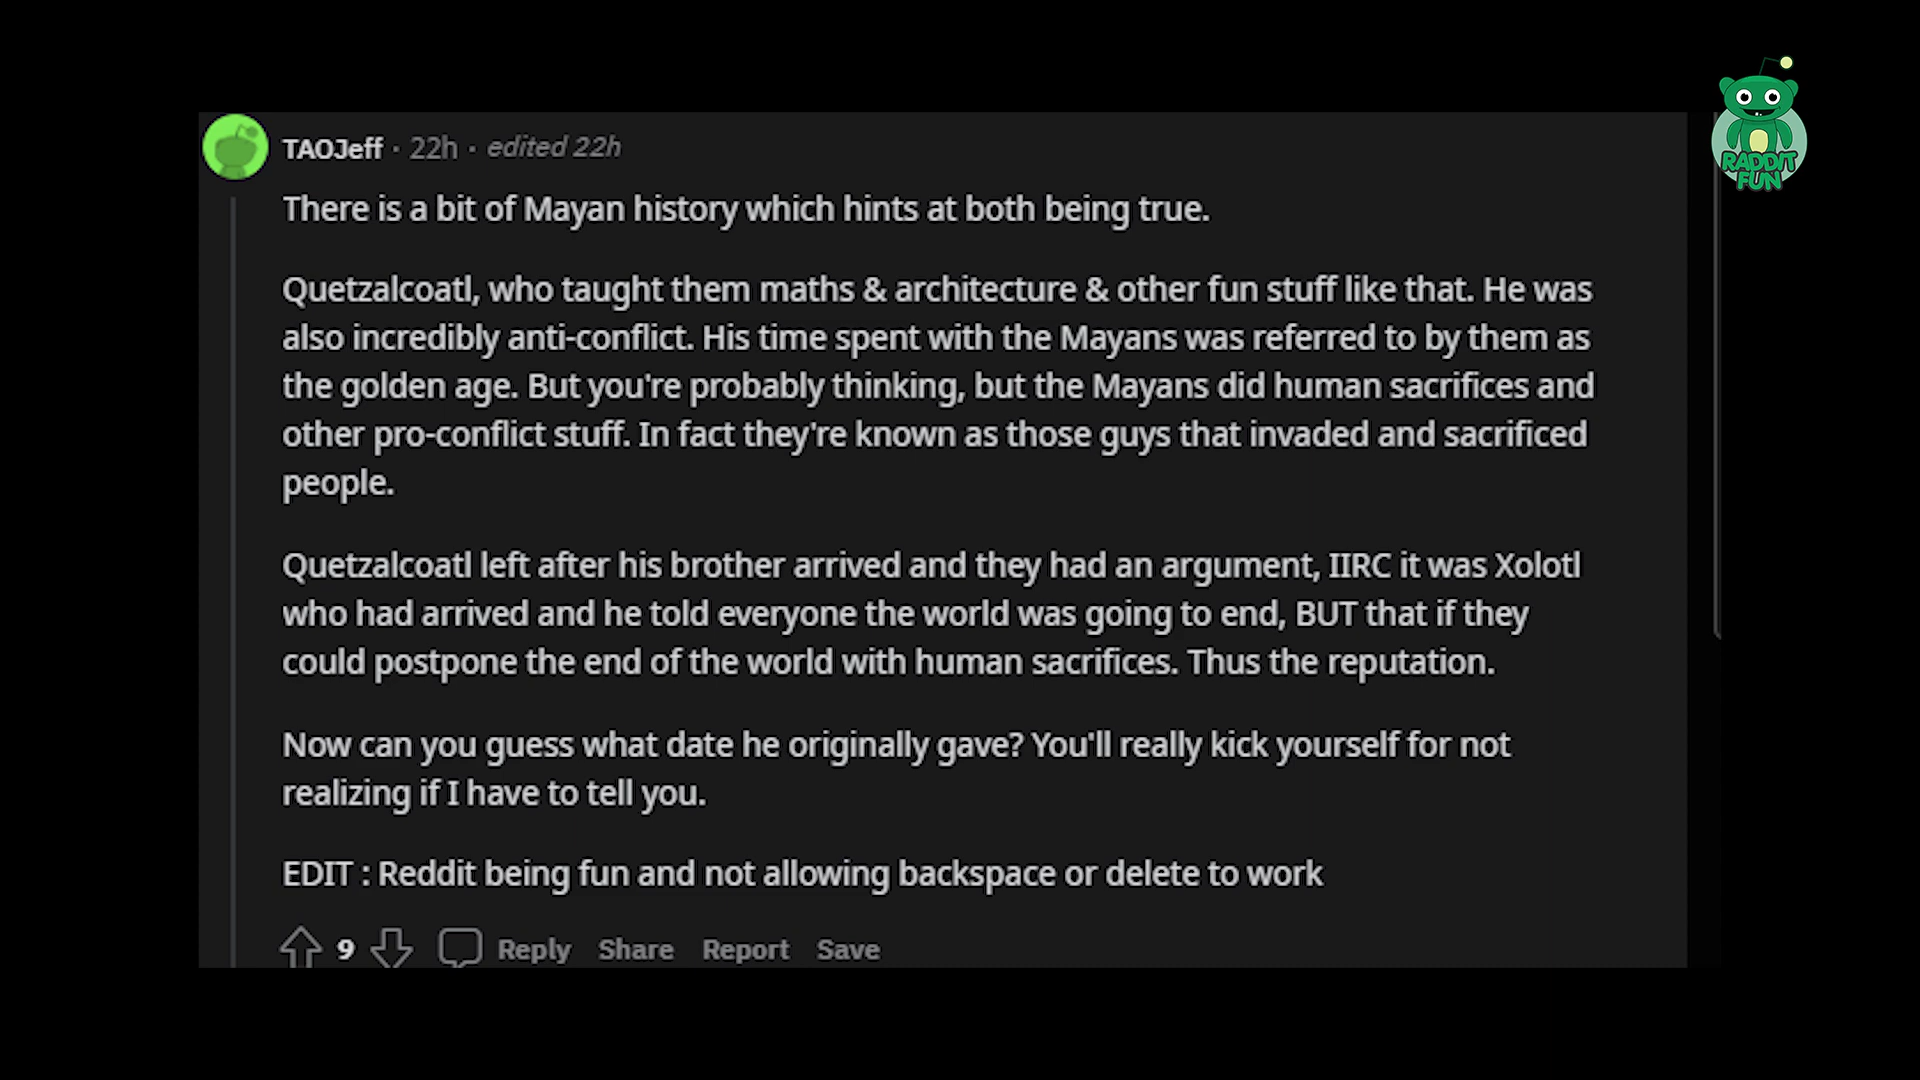 TAOJeff · 22h · edited 22h
There is a bit of Mayan history which hints at both being true.
Quetzalcoatl, who taught them maths & architecture & other fun stuff like that. He was
also incredibly anti-conflict. His time spent with the Mayans was referred to by them as
the golden age. But you're probably thinking, but the Mayans did human sacrifices and
other pro-conflict stuff. In fact they're known as those guys that invaded and sacrificed
people.
Quetzalcoatl left after his brother arrived and they had an argument, IIRC it was Xolotl
who had arrived and he told everyone the world was going to end, BUT that if they
could postpone the end of the world with human sacrifices. Thus the reputation.
Now can you guess what date he originally gave? You'll really kick yourself for not
realizing if I have to tell you.
EDIT : Reddit being fun and not allowing backspace or delete to work
9 Reply Share Report Save
RADDIT
FUN